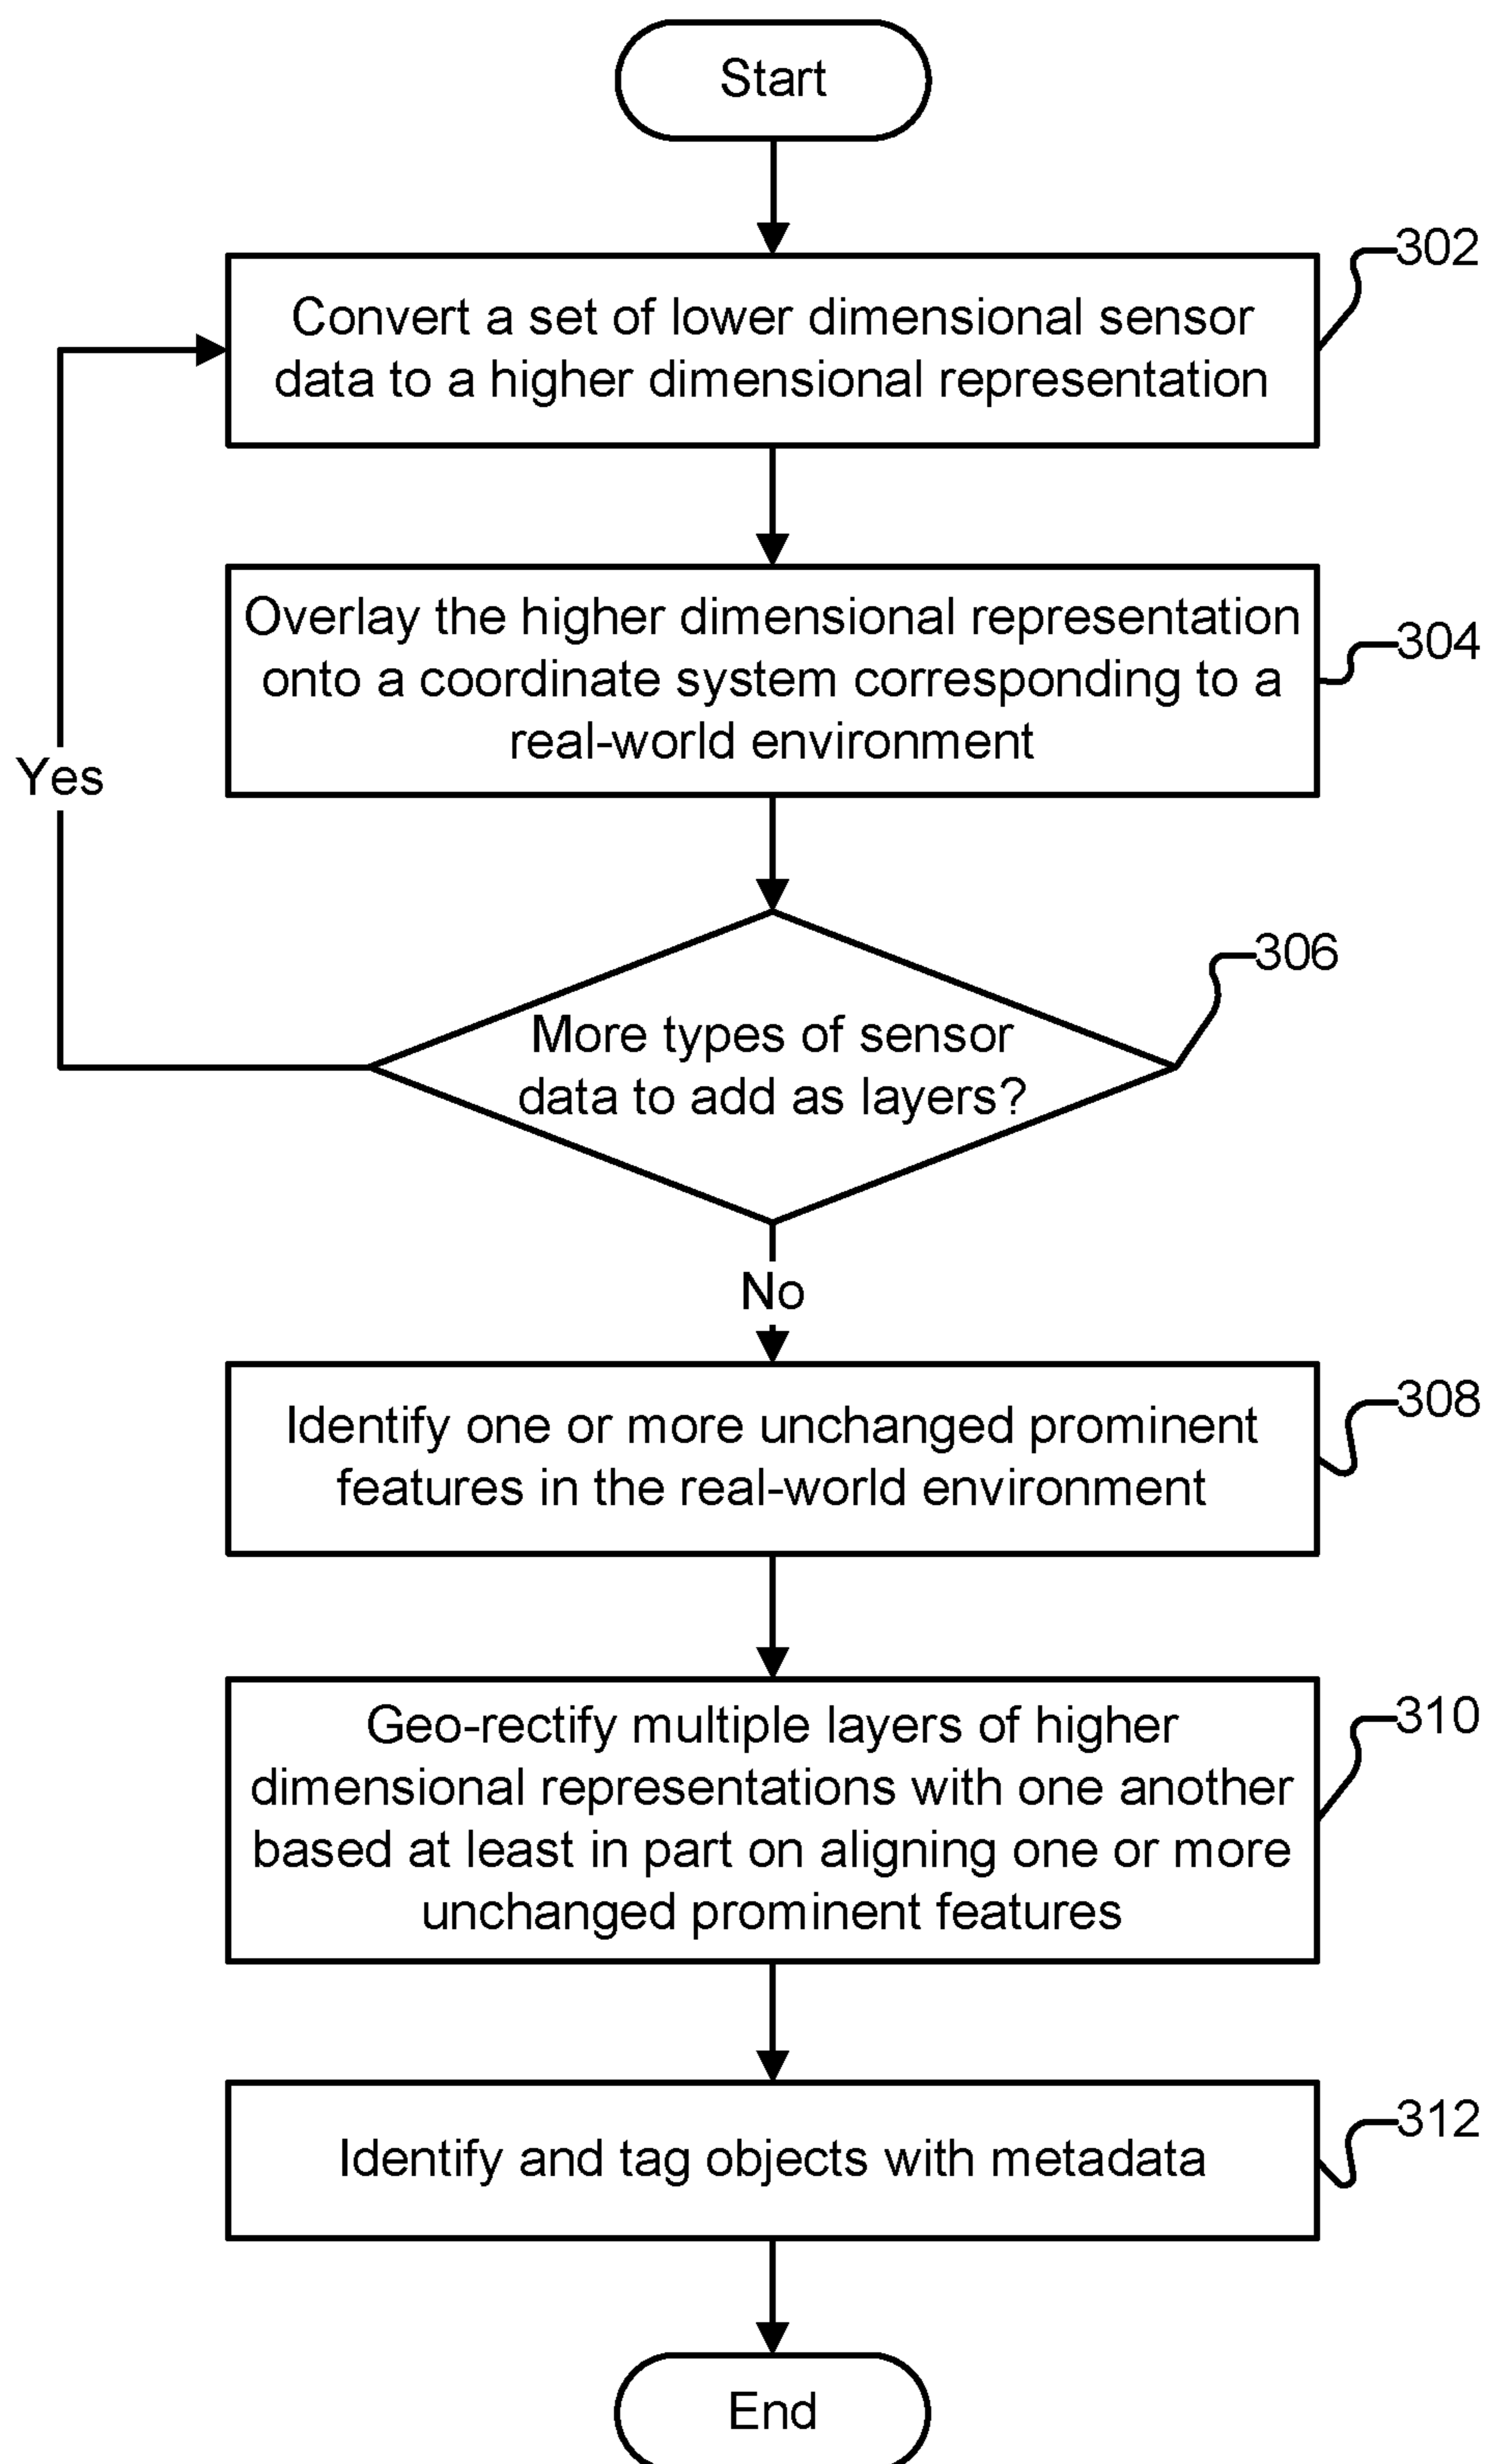 Start
302
Convert a set of lower dimensional sensor
data to a higher dimensional representation
Overlay the higher dimensional representation
304
onto a coordinate system corresponding to a
real-world environment
Yes
306
More types of sensor
data to add as layers?
No
308
Identify one or more unchanged prominent
features in the real-world environment
310
Geo-rectify multiple layers of higher
dimensional representations with one another
based at least in part on aligning one or more
unchanged prominent features
312
Identify and tag objects with metadata
End